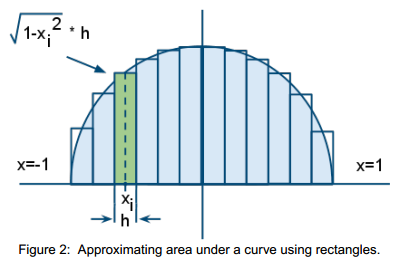 √1-xᵢ² * h
x=-1
x=1
xᵢ
h
Figure 2: Approximating area under a curve using rectangles.